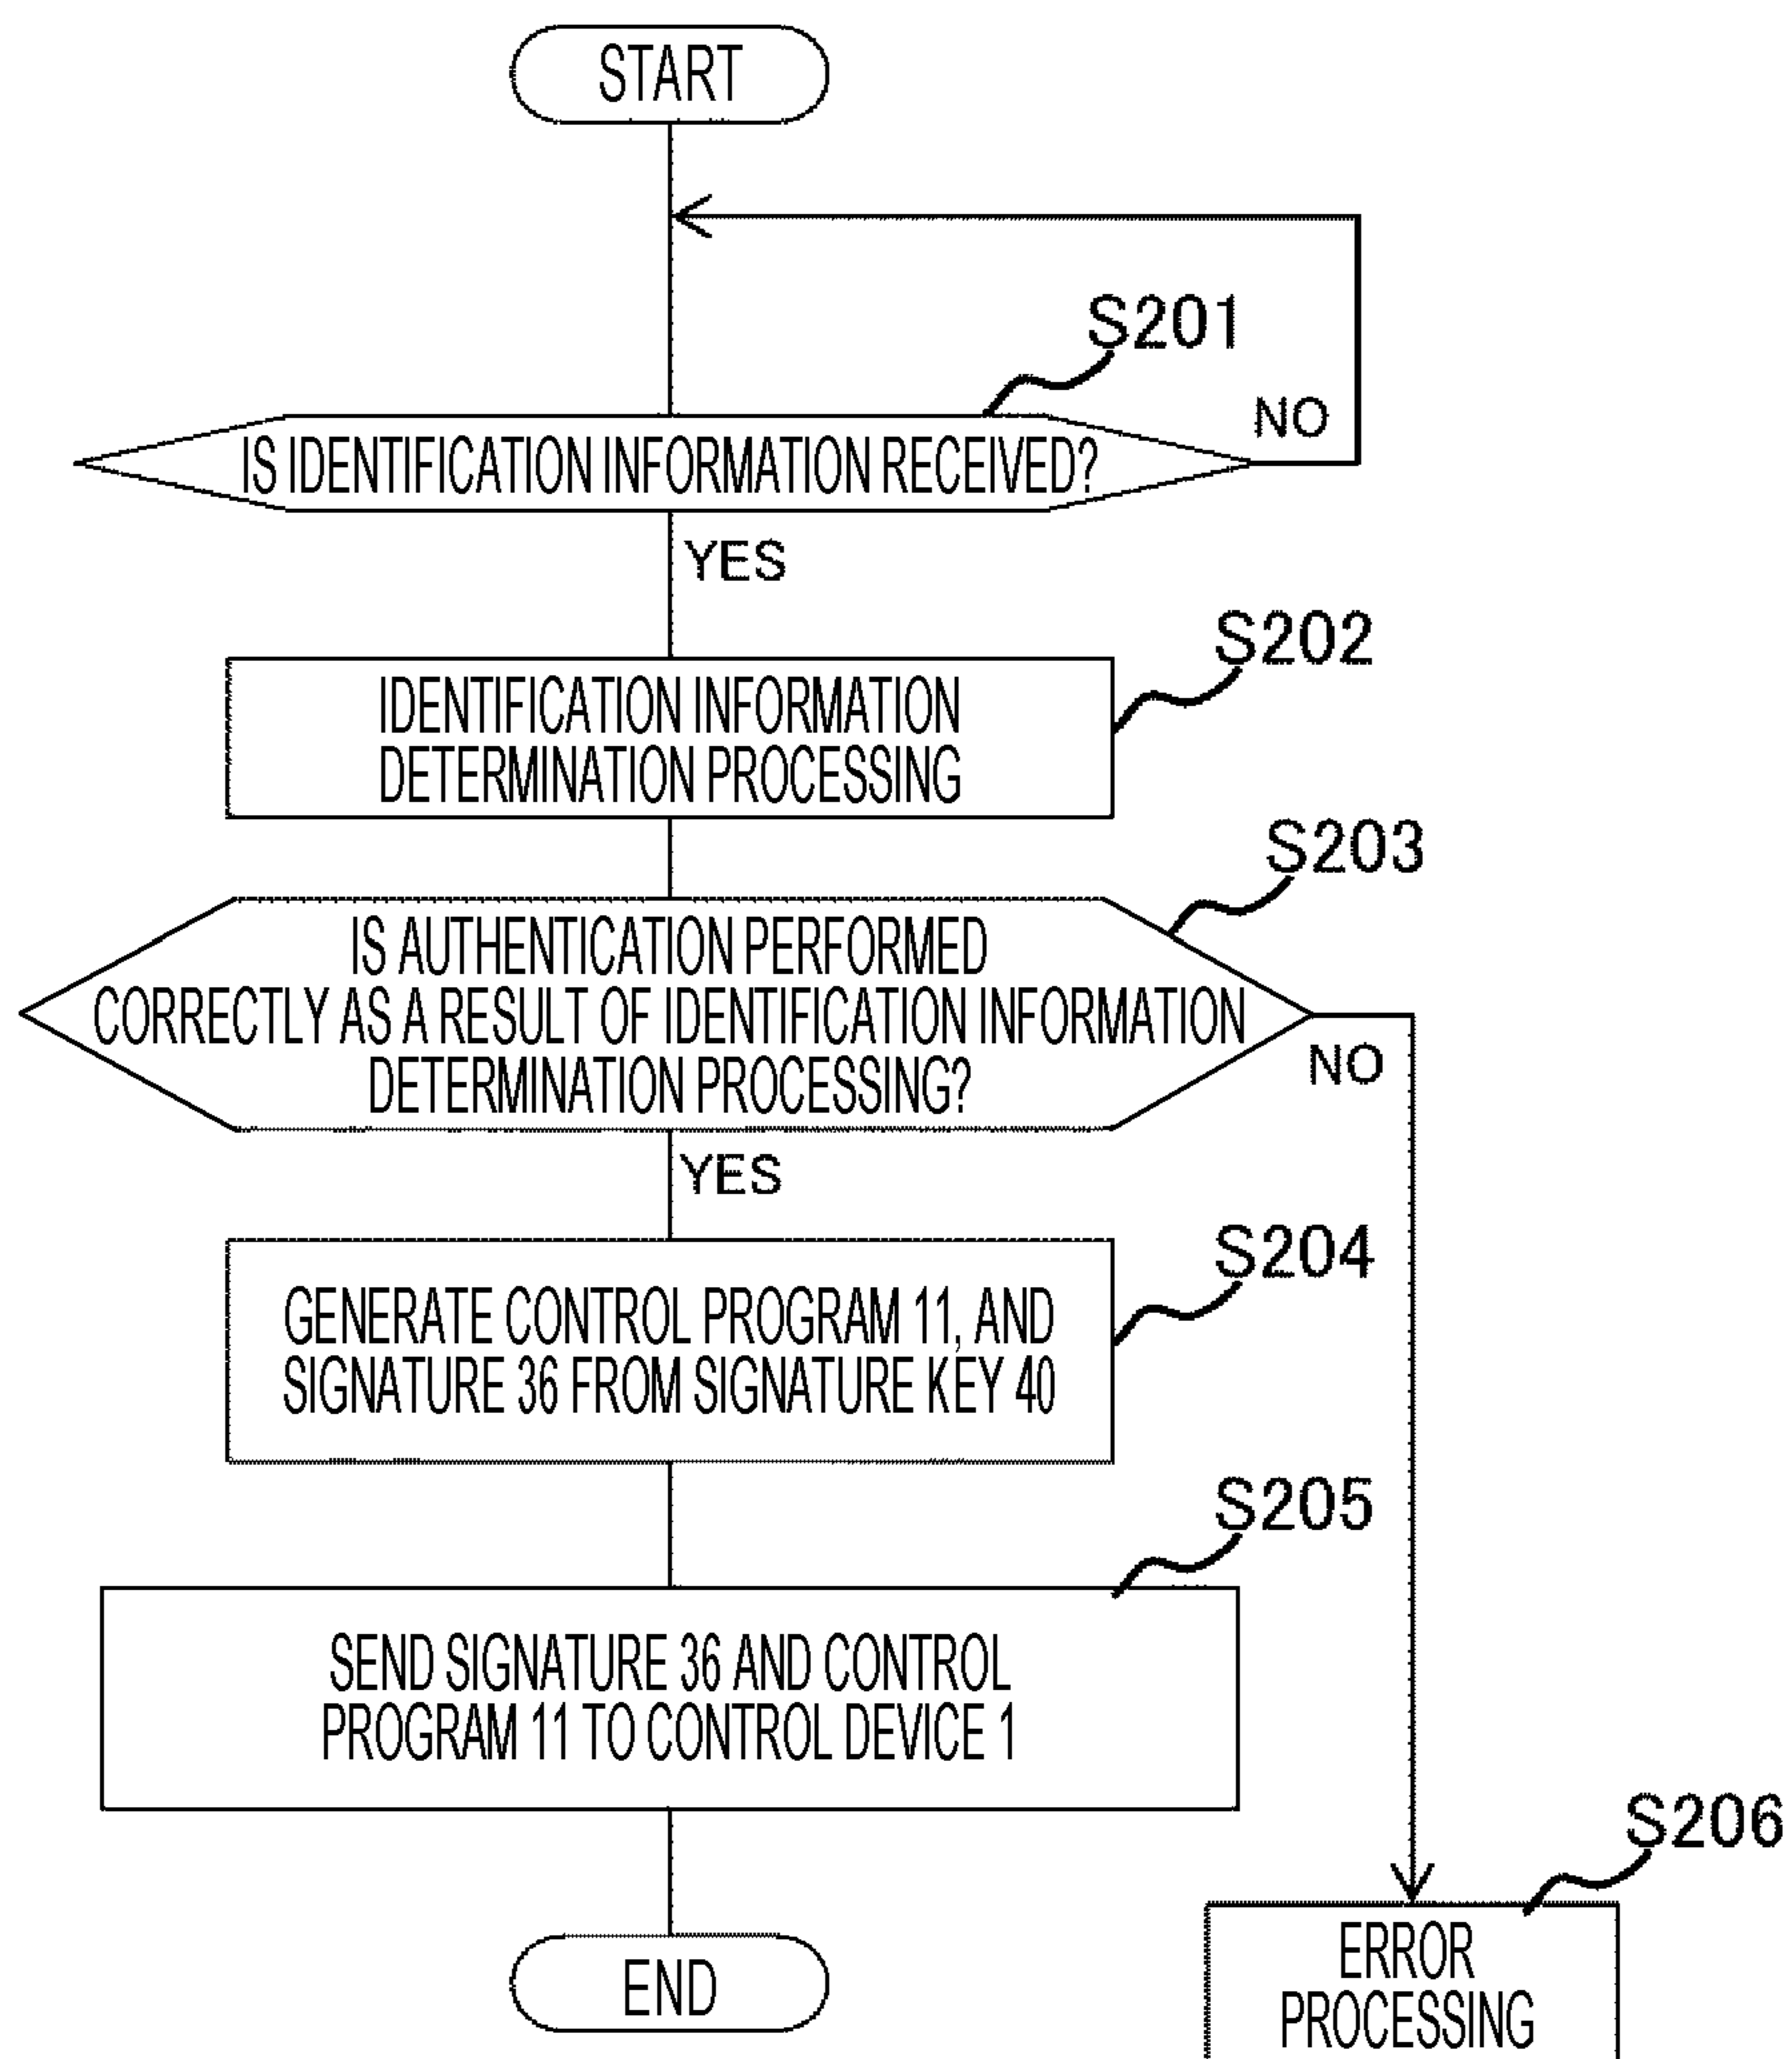 START
S201
IS IDENTIFICATION INFORMATION RECEIVED?
NO
YES
S202
IDENTIFICATION INFORMATION
DETERMINATION PROCESSING
S203
IS AUTHENTICATION PERFORMED
CORRECTLY AS A RESULT OF IDENTIFICATION INFORMATION
DETERMINATION PROCESSING?
NO
YES
S204
GENERATE CONTROL PROGRAM 11, AND
SIGNATURE 36 FROM SIGNATURE KEY 40
S205
SEND SIGNATURE 36 AND CONTROL
PROGRAM 11 TO CONTROL DEVICE 1
S206
ERROR
PROCESSING
END